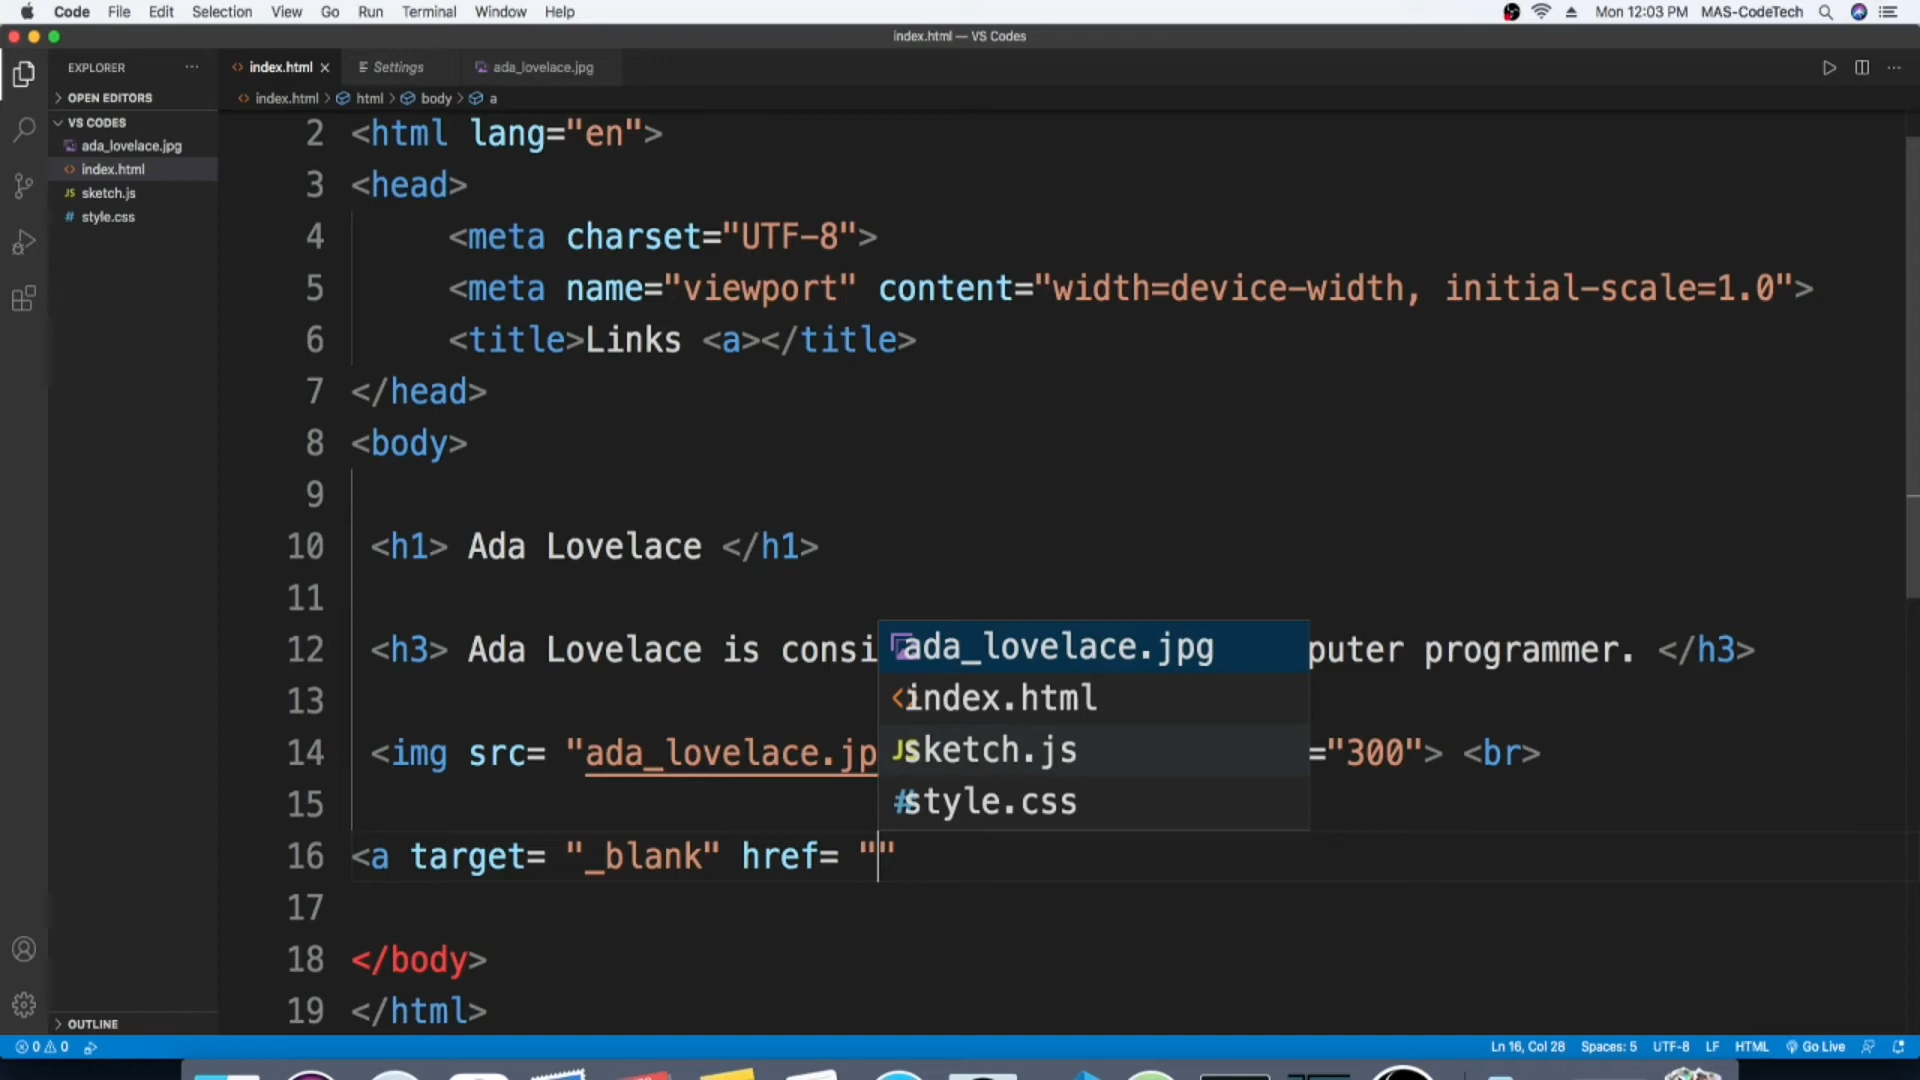 Code File Edit Selection View Go Run Terminal Window Help Mon 12:03 PM MAS-CodeTech
index.html — VS Codes
EXPLORER ··· index.html Settings ada_lovelace.jpg
OPEN EDITORS index.html > html > body > a
VS CODES
ada_lovelace.jpg
index.html
JS sketch.js
# style.css
2 <html lang="en">
3 <head>
4 <meta charset="UTF-8">
5 <meta name="viewport" content="width=device-width, initial-scale=1.0">
6 <title>Links <a></title>
7 </head>
8 <body>
9
10 <h1> Ada Lovelace </h1>
11
12 <h3> Ada Lovelace is consi puter programmer. </h3>
13
14 <img src= "ada_lovelace.jp ="300"> <br>
15
16 <a target= "_blank" href= ""
17
18 </body>
19 </html>
ada_lovelace.jpg
index.html
JS sketch.js
# style.css
OUTLINE
0 0 Ln 16, Col 28 Spaces: 5 UTF-8 LF HTML Go Live